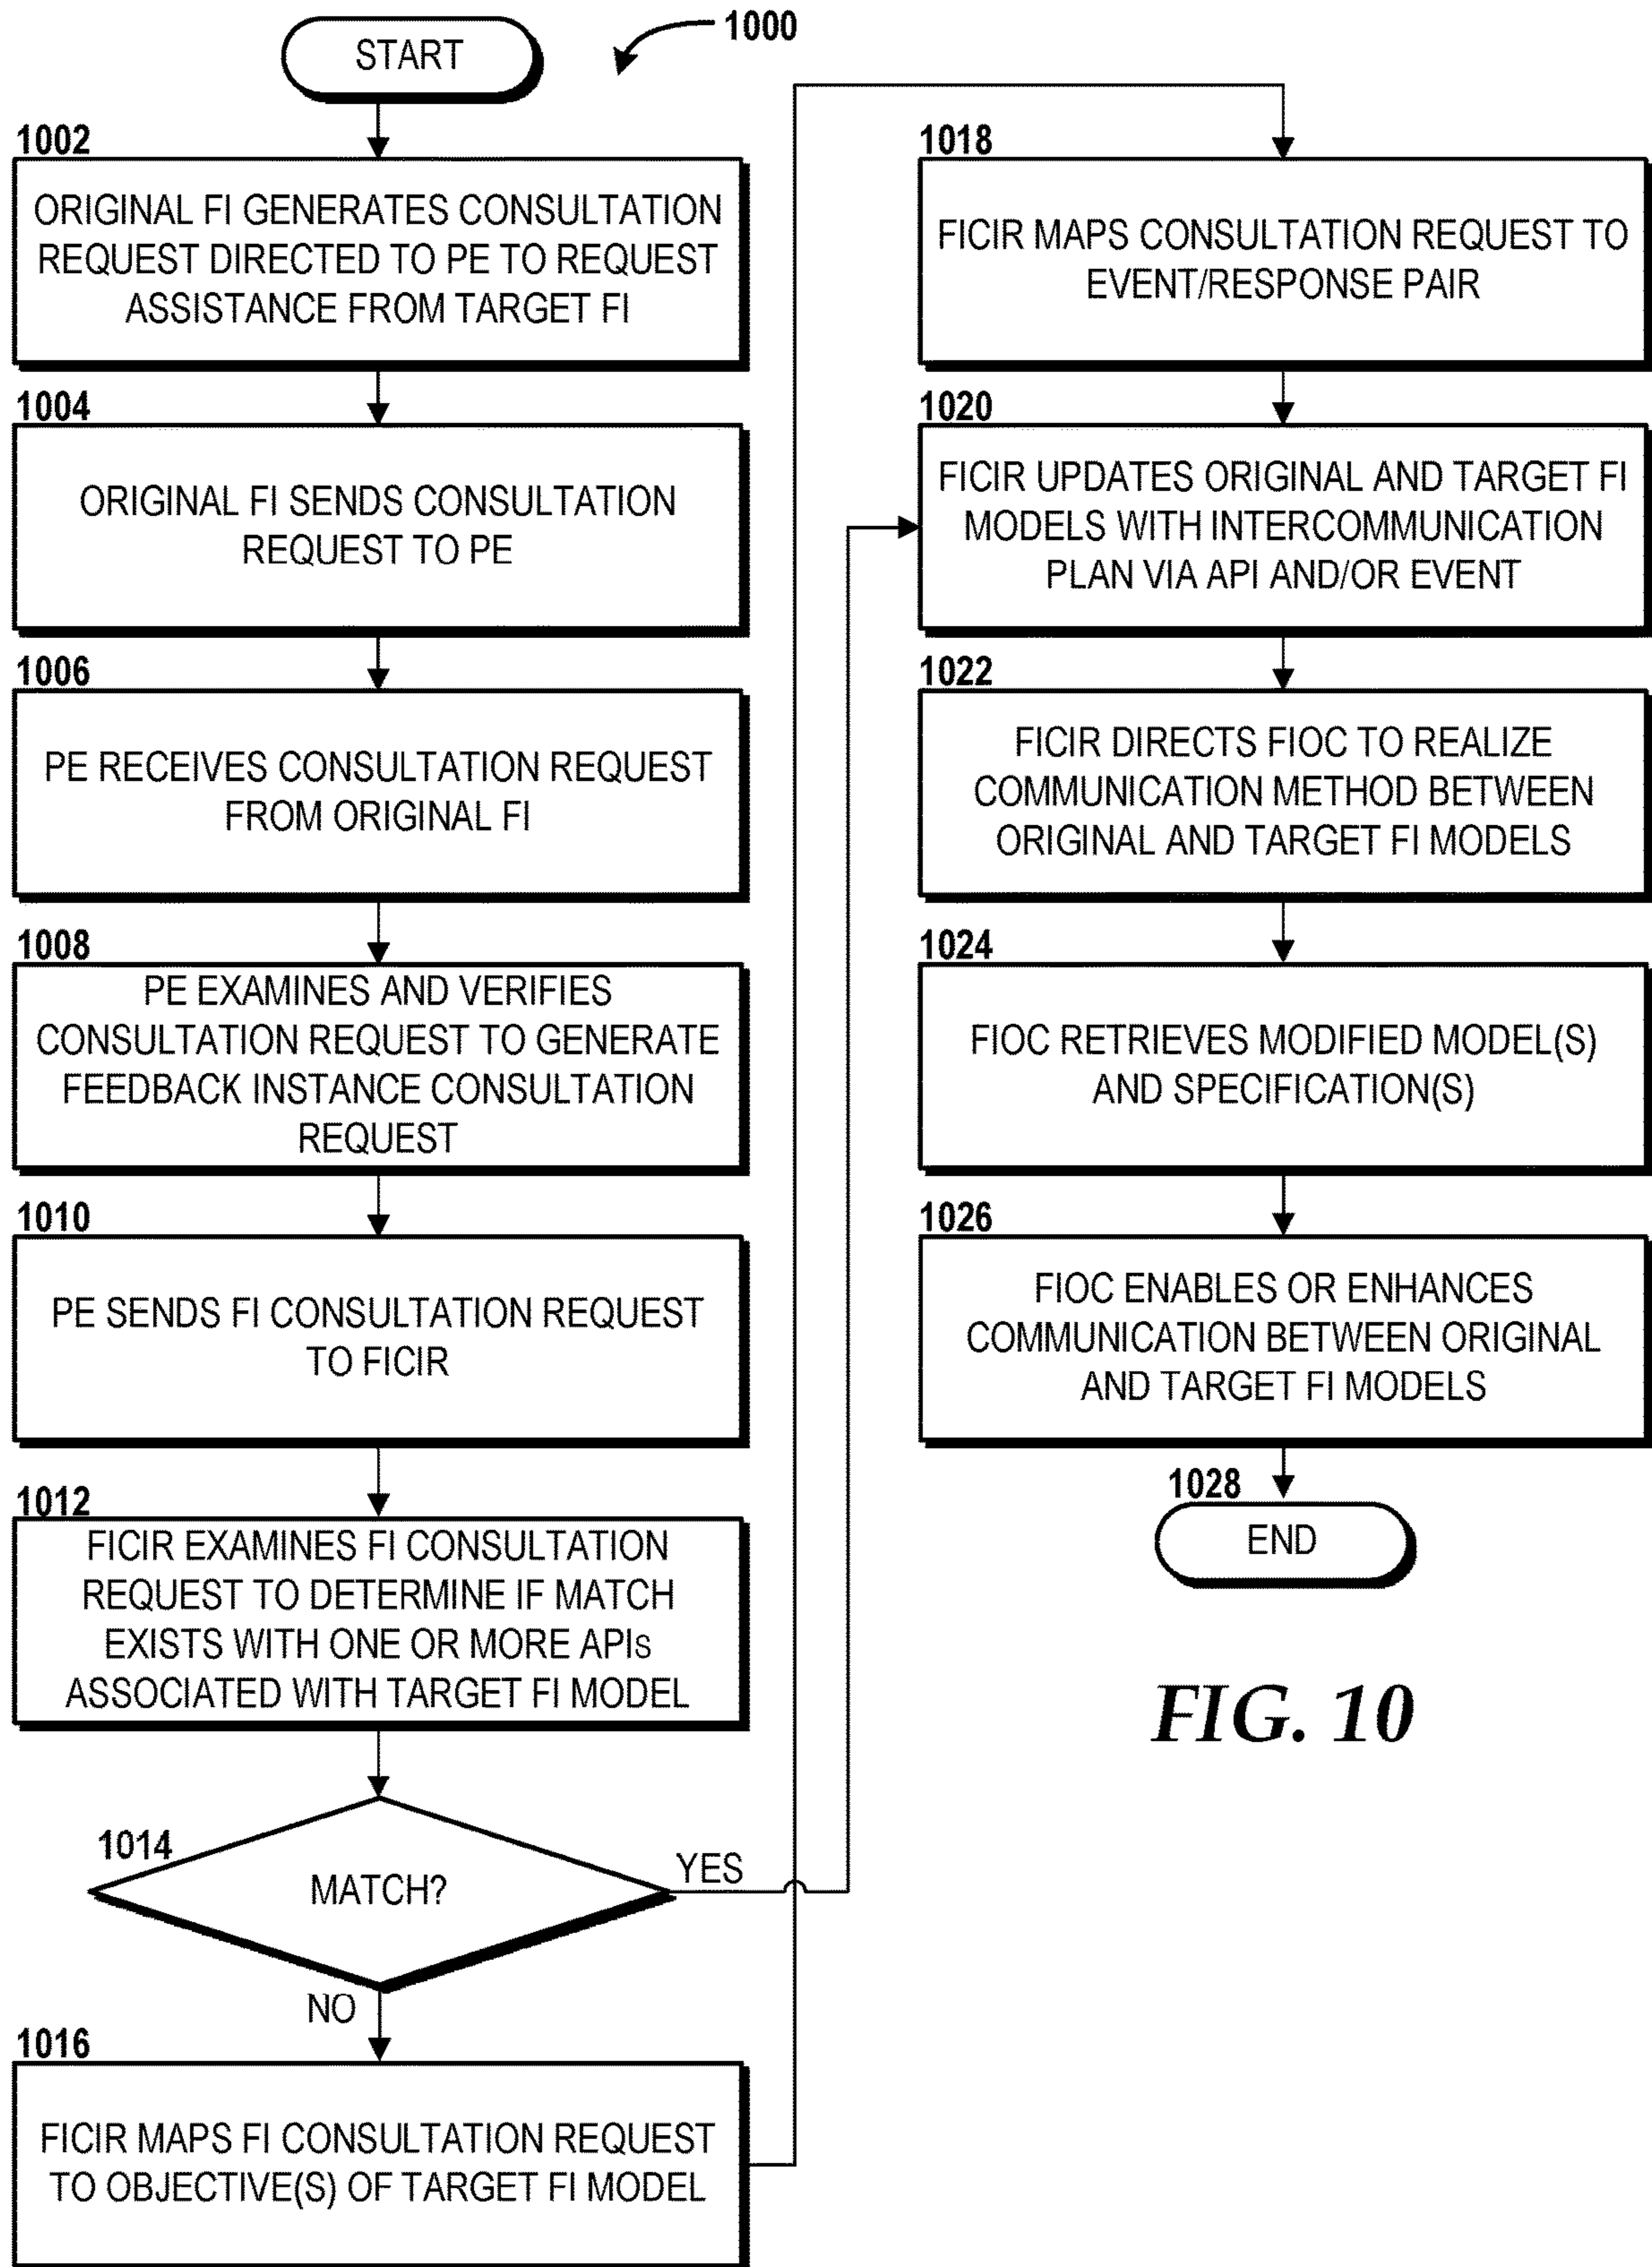 START
1000
1002
ORIGINAL FI GENERATES CONSULTATION
REQUEST DIRECTED TO PE TO REQUEST
ASSISTANCE FROM TARGET FI
1004
ORIGINAL FI SENDS CONSULTATION
REQUEST TO PE
1006
PE RECEIVES CONSULTATION REQUEST
FROM ORIGINAL FI
1008
PE EXAMINES AND VERIFIES
CONSULTATION REQUEST TO GENERATE
FEEDBACK INSTANCE CONSULTATION
REQUEST
1010
PE SENDS FI CONSULTATION REQUEST
TO FICIR
1012
FICIR EXAMINES FI CONSULTATION
REQUEST TO DETERMINE IF MATCH
EXISTS WITH ONE OR MORE APIs
ASSOCIATED WITH TARGET FI MODEL
1014
MATCH?
YES
NO
1016
FICIR MAPS FI CONSULTATION REQUEST
TO OBJECTIVE(S) OF TARGET FI MODEL
1018
FICIR MAPS CONSULTATION REQUEST TO
EVENT/RESPONSE PAIR
1020
FICIR UPDATES ORIGINAL AND TARGET FI
MODELS WITH INTERCOMMUNICATION
PLAN VIA API AND/OR EVENT
1022
FICIR DIRECTS FIOC TO REALIZE
COMMUNICATION METHOD BETWEEN
ORIGINAL AND TARGET FI MODELS
1024
FIOC RETRIEVES MODIFIED MODEL(S)
AND SPECIFICATION(S)
1026
FIOC ENABLES OR ENHANCES
COMMUNICATION BETWEEN ORIGINAL
AND TARGET FI MODELS
1028
END
FIG. 10